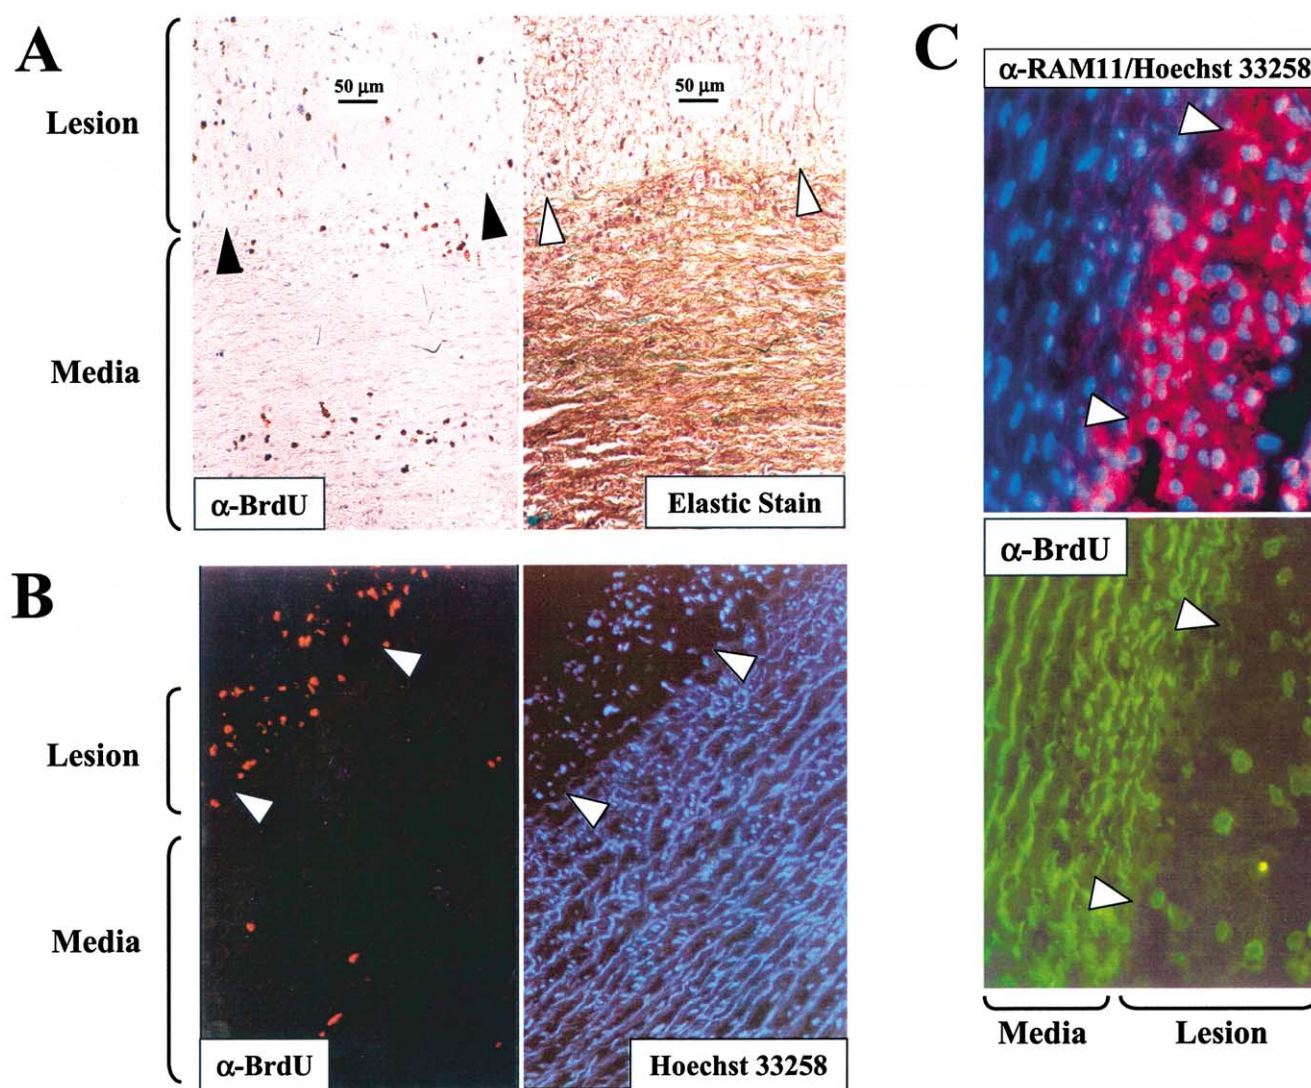 A
Lesion
Media
50 μm
50 μm
α-BrdU
Elastic Stain
B
Lesion
Media
α-BrdU
Hoechst 33258
C
α-RAM11/Hoechst 33258
α-BrdU
Media
Lesion